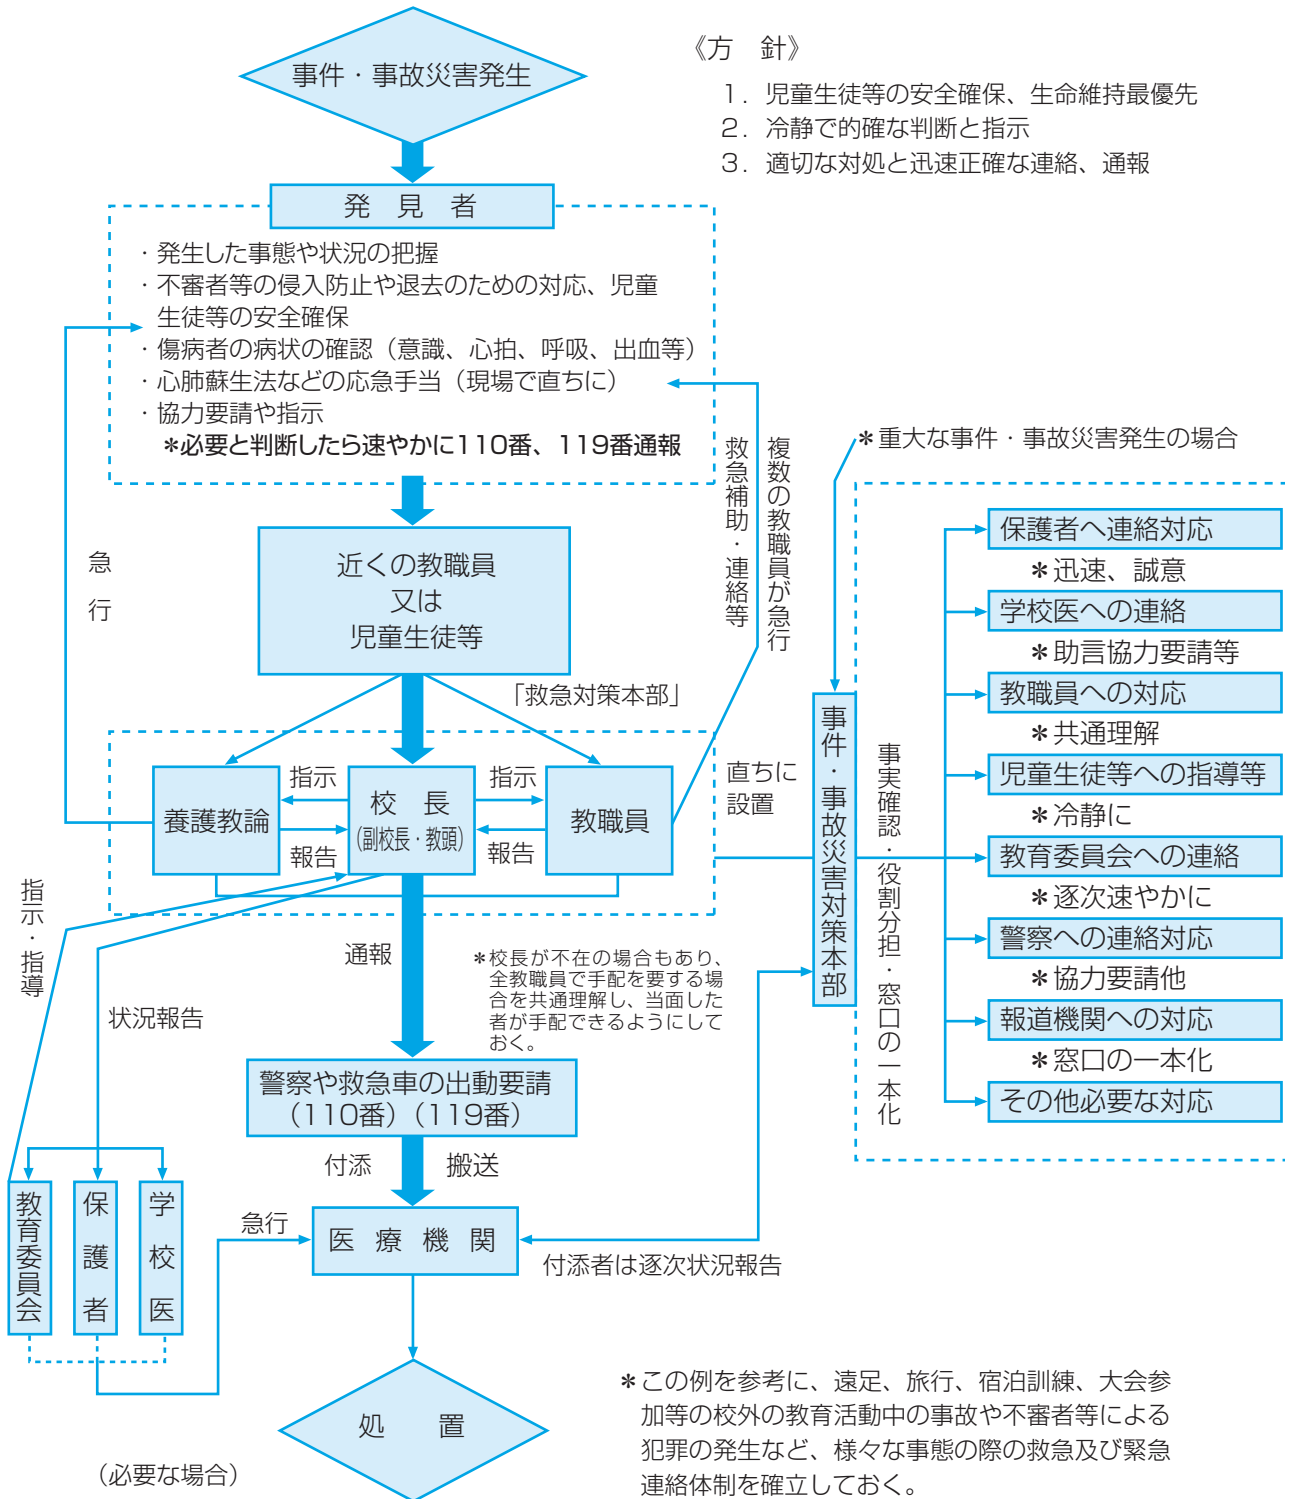 事件・事故災害発生
《方　針》
１．児童生徒等の安全確保、生命維持最優先
２．冷静で的確な判断と指示
３．適切な対処と迅速正確な連絡、通報
発　見　者
・発生した事態や状況の把握
・不審者等の侵入防止や退去のための対応、児童
生徒等の安全確保
・傷病者の病状の確認（意識、心拍、呼吸、出血等）
・心肺蘇生法などの応急手当（現場で直ちに）
・協力要請や指示
＊必要と判断したら速やかに110番、119番通報
急　行
近くの教職員
又は
児童生徒等
複数の教職員が急行
救急補助・連絡等
「救急対策本部」
養護教論
指示
報告
校　長
（副校長・教頭）
指示
報告
教職員
直ちに
設置
＊重大な事件・事故災害発生の場合
事件・事故災害対策本部
事実確認・役割分担・窓口の一本化
保護者へ連絡対応
＊迅速、誠意
学校医への連絡
＊助言協力要請等
教職員への対応
＊共通理解
児童生徒等への指導等
＊冷静に
教育委員会への連絡
＊逐次速やかに
警察への連絡対応
＊協力要請他
報道機関への対応
＊窓口の一本化
その他必要な対応
指示・指導
状況報告
通報
＊校長が不在の場合もあり、
全教職員で手配を要する場
合を共通理解し、当面した
者が手配できるようにして
おく。
警察や救急車の出動要請
（110番）（119番）
付添
搬送
教育委員会
保　護　者
学　校　医
急行
医　療　機　関
付添者は逐次状況報告
処　置
（必要な場合）
＊この例を参考に、遠足、旅行、宿泊訓練、大会参
加等の校外の教育活動中の事故や不審者等による
犯罪の発生など、様々な事態の際の救急及び緊急
連絡体制を確立しておく。